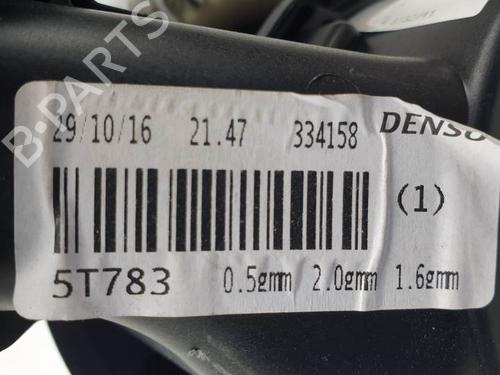 B-PARTS
29/10/16 21.47 334158 DENSO
(1)
5T783 0.5gmm 2.0gmm 1.6gmm